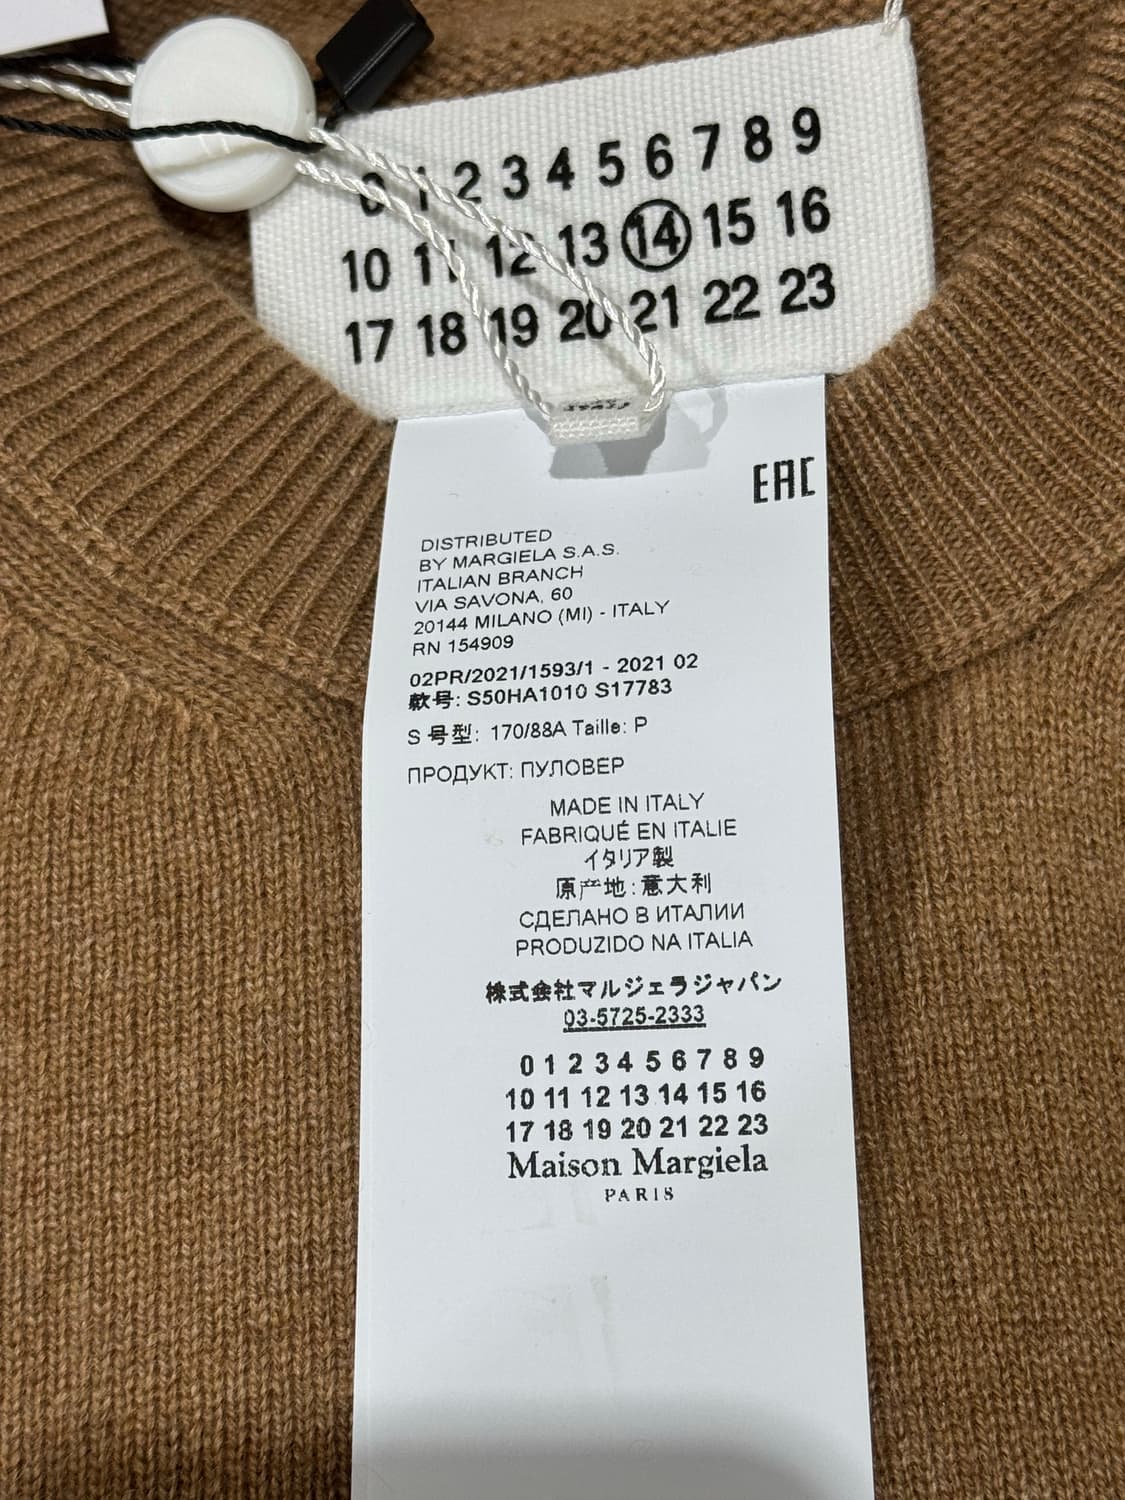 0 1 2 3 4 5 6 7 8 9
10 11 12 13 14 15 16
17 18 19 20 21 22 23
EAC
DISTRIBUTED
BY MARGIELA S.A.S.
ITALIAN BRANCH
VIA SAVONA, 60
20144 MILANO (MI) - ITALY
RN 154909
02PR/2021/1593/1 - 2021 02
款号: S50HA1010 S17783
S 号型: 170/88A Taille: P
ПРОДУКТ: ПУЛОВЕР
MADE IN ITALY
FABRIQUÉ EN ITALIE
イタリア製
原产地: 意大利
СДЕЛАНО В ИТАЛИИ
PRODUZIDO NA ITALIA
株式会社マルジェラジャパン
03-5725-2333
0 1 2 3 4 5 6 7 8 9
10 11 12 13 14 15 16
17 18 19 20 21 22 23
Maison Margiela
PARIS